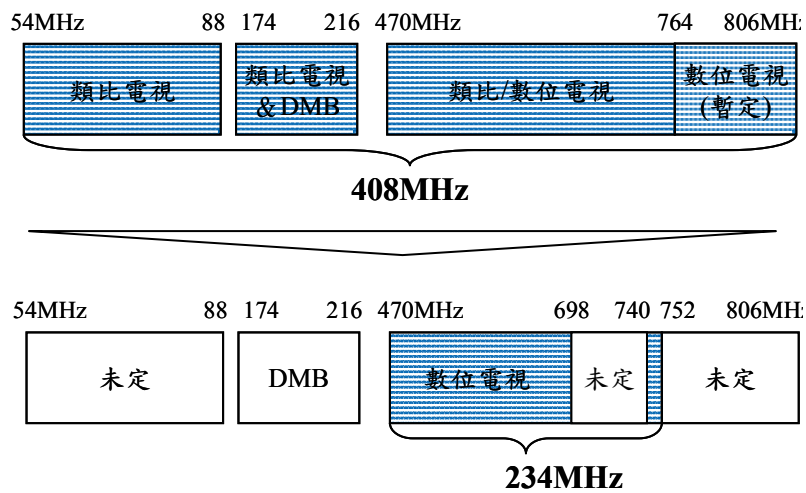 54MHz 88 174 216 470MHz 764 806MHz
類比電視
類比電視
&DMB
類比/數位電視
數位電視
(暫定)
408MHz
54MHz 88 174 216 470MHz 698 740 752 806MHz
未定 DMB 數位電視 未定 未定
234MHz